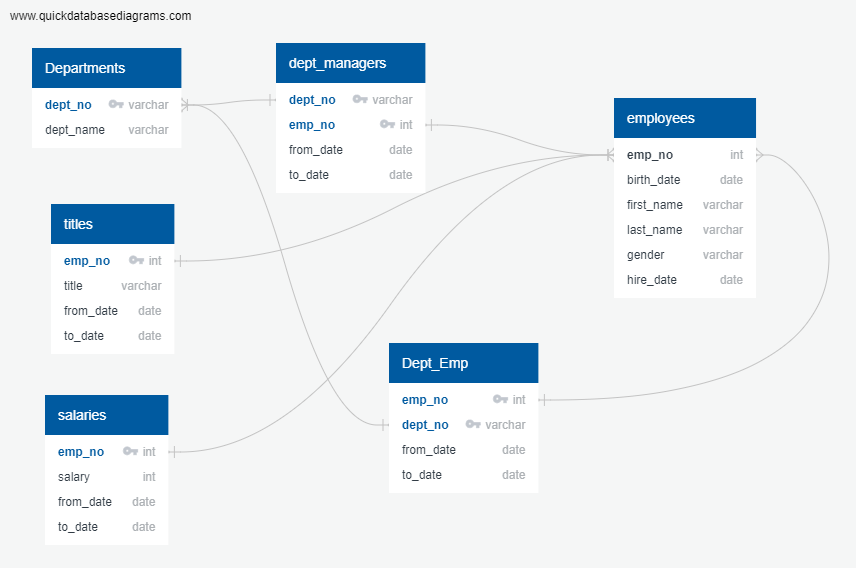 www.quickdatabasediagrams.com
Departments
dept_no varchar
dept_name varchar
dept_managers
dept_no varchar
emp_no int
from_date date
to_date date
employees
emp_no int
birth_date date
first_name varchar
last_name varchar
gender varchar
hire_date date
titles
emp_no int
title varchar
from_date date
to_date date
Dept_Emp
emp_no int
dept_no varchar
from_date date
to_date date
salaries
emp_no int
salary int
from_date date
to_date date